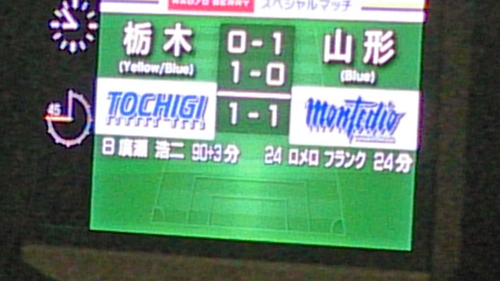 スペシャルマッチ
栃木 0-1 山形
(Yellow/Blue) 1-0 (Blue)
TOCHIGI 1-1 Montedio
8 廣瀬 浩二 90+3分 24 ロメロ フランク 24分
45